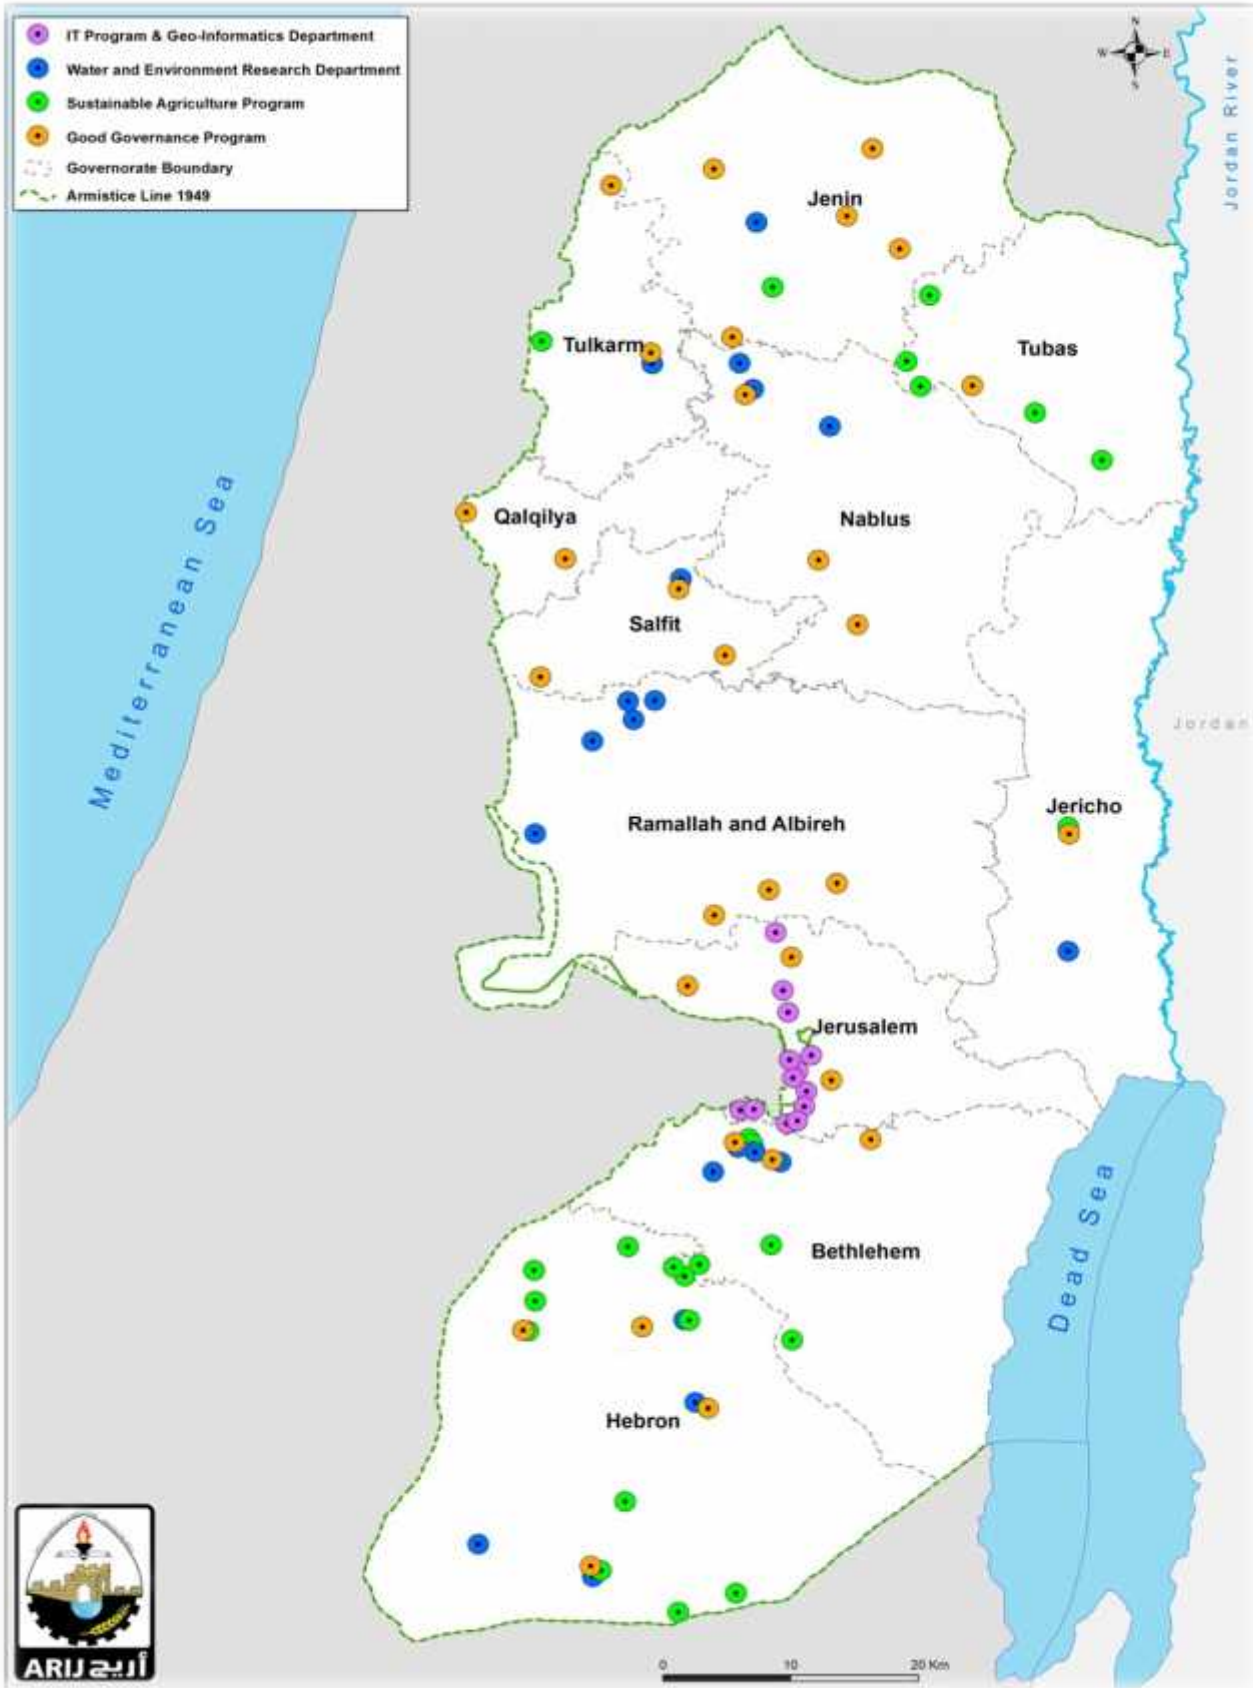 IT Program & Geo-Informatics Department
Water and Environment Research Department
Sustainable Agriculture Program
Good Governance Program
Governorate Boundary
Armistice Line 1949
N
W
E
S
Jordan River
Jenin
Tulkarm
Tubas
Qalqilya
Nablus
Mediterranean Sea
Salfit
Jordan
Jericho
Ramallah and Albireh
Jerusalem
Dead Sea
Bethlehem
Hebron
ARIJ أريج
0 10 20 Km